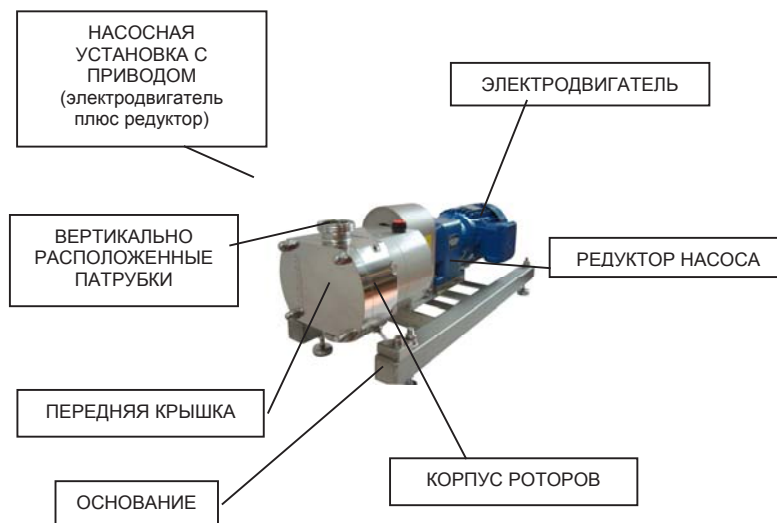 НАСОСНАЯ
УСТАНОВКА С
ПРИВОДОМ
(электродвигатель
плюс редуктор)
ЭЛЕКТРОДВИГАТЕЛЬ
ВЕРТИКАЛЬНО
РАСПОЛОЖЕННЫЕ
ПАТРУБКИ
РЕДУКТОР НАСОСА
ПЕРЕДНЯЯ КРЫШКА
КОРПУС РОТОРОВ
ОСНОВАНИЕ